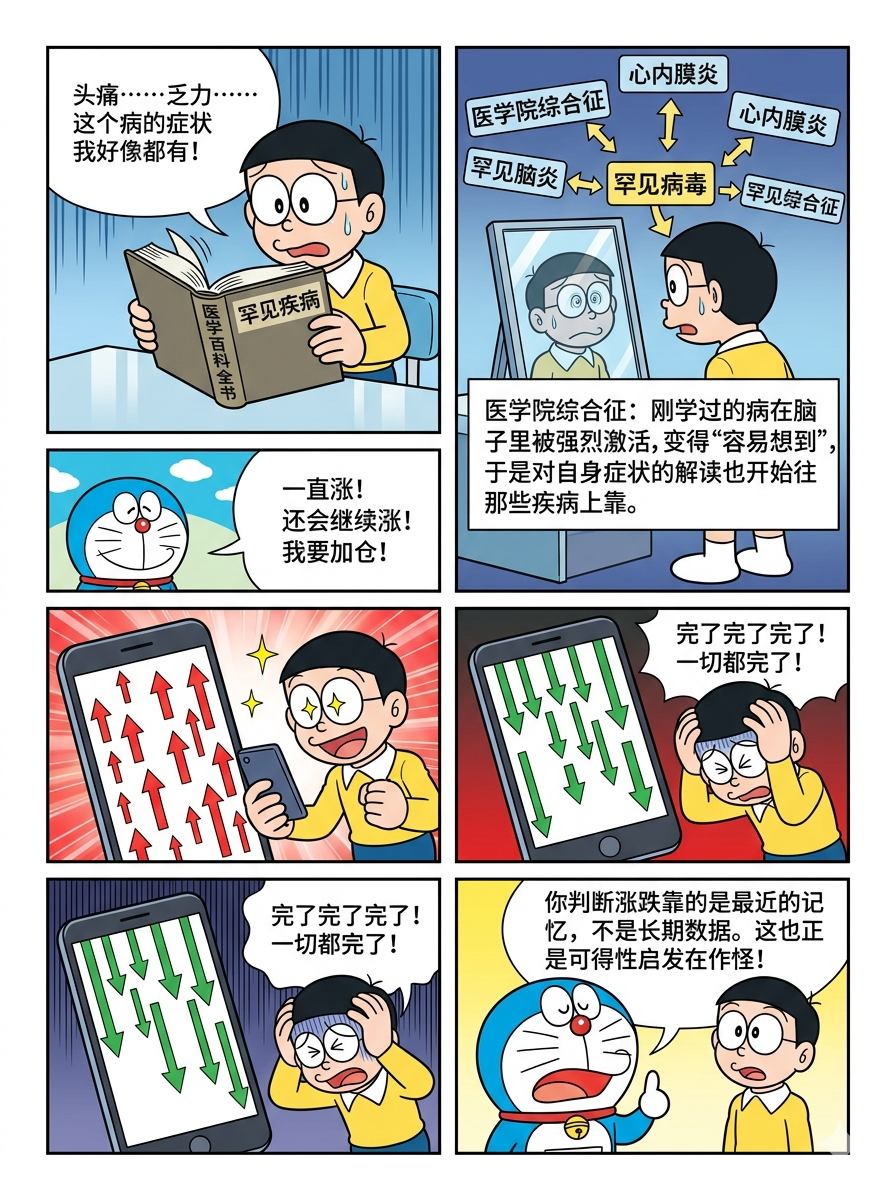 头痛……乏力……
这个病的症状
我好像都有！
罕见疾病
医学百科全书
心内膜炎
医学院综合征
心内膜炎
罕见脑炎
罕见病毒
罕见综合征
医学院综合征：刚学过的病在脑
子里被强烈激活，变得“容易想到”，
于是对自身症状的解读也开始往
那些疾病上靠。
一直涨！
还会继续涨！
我要加仓！
完了完了完了！
一切都完了！
完了完了完了！
一切都完了！
你判断涨跌靠的是最近的记
忆，不是长期数据。这也正
是可得性启发在作怪！